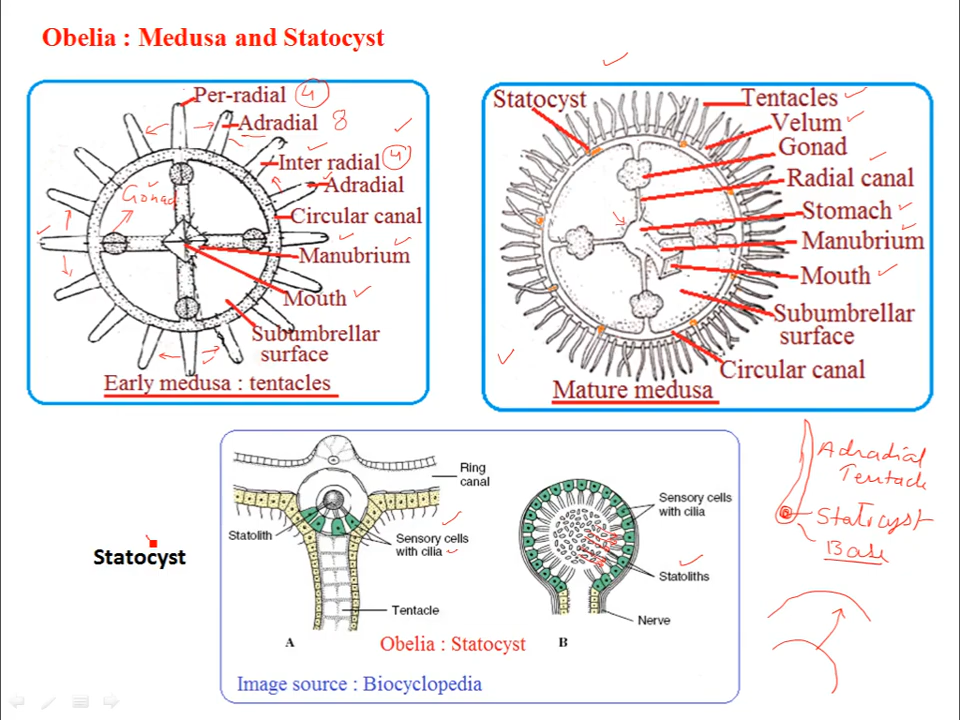 Obelia : Medusa and Statocyst
Per-radial 4
Adradial 8
Inter radial 4
Adradial
Gonad
Circular canal
Manubrium
Mouth
Subumbrellar
surface
Early medusa : tentacles
Statocyst
Tentacles
Velum
Gonad
Radial canal
Stomach
Manubrium
Mouth
Subumbrellar
surface
Circular canal
Mature medusa
Statocyst
Ring
canal
Statolith
Sensory cells
with cilia
Tentacle
A
Sensory cells
with cilia
Statoliths
Nerve
B
Obelia : Statocyst
Image source : Biocyclopedia
Adradial
Tentacle
Statocyst
Base